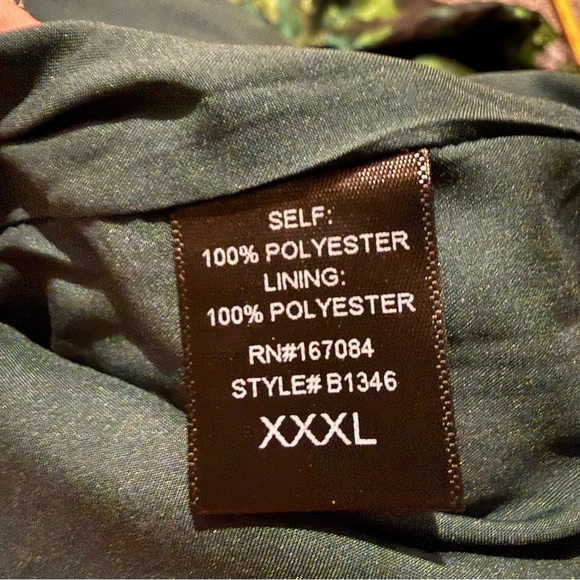 SELF:
100% POLYESTER
LINING:
100% POLYESTER
RN#167084
STYLE# B1346
XXXL